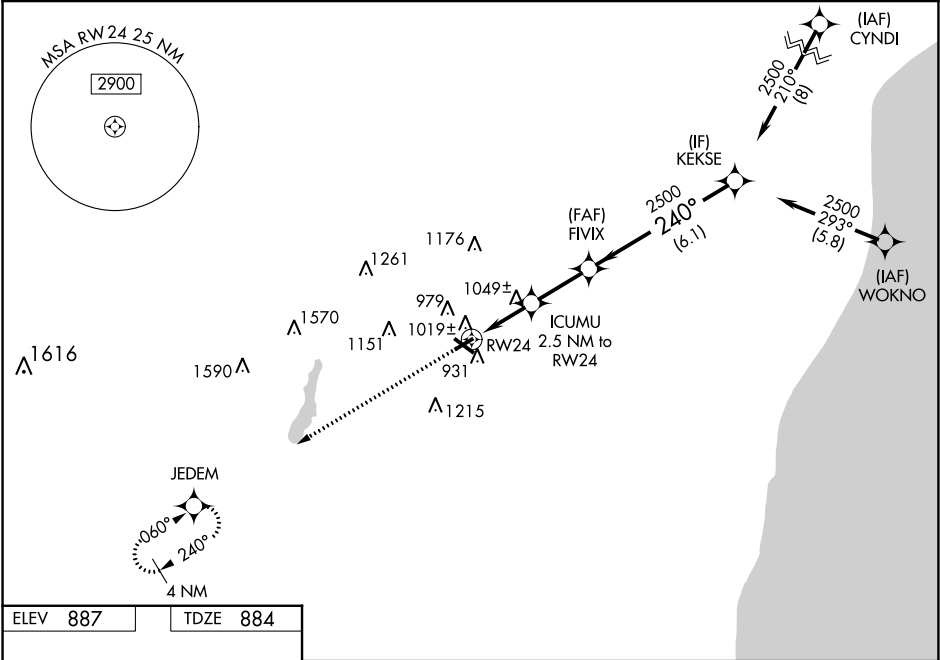 MSA RW24 25 NM
2900
(IAF)
CYNDI
2500
210°
(8)
(IF)
KEKSE
2500
240°
(6.1)
2500
293°
(5.8)
(IAF)
WOKNO
(FAF)
FIVIX
1176
1261
1049±
979
1570
1151
1019±
ICUMU
2.5 NM to
RW24
RW24
1616
1590
931
1215
JEDEM
060°
240°
4 NM
ELEV 887
TDZE 884